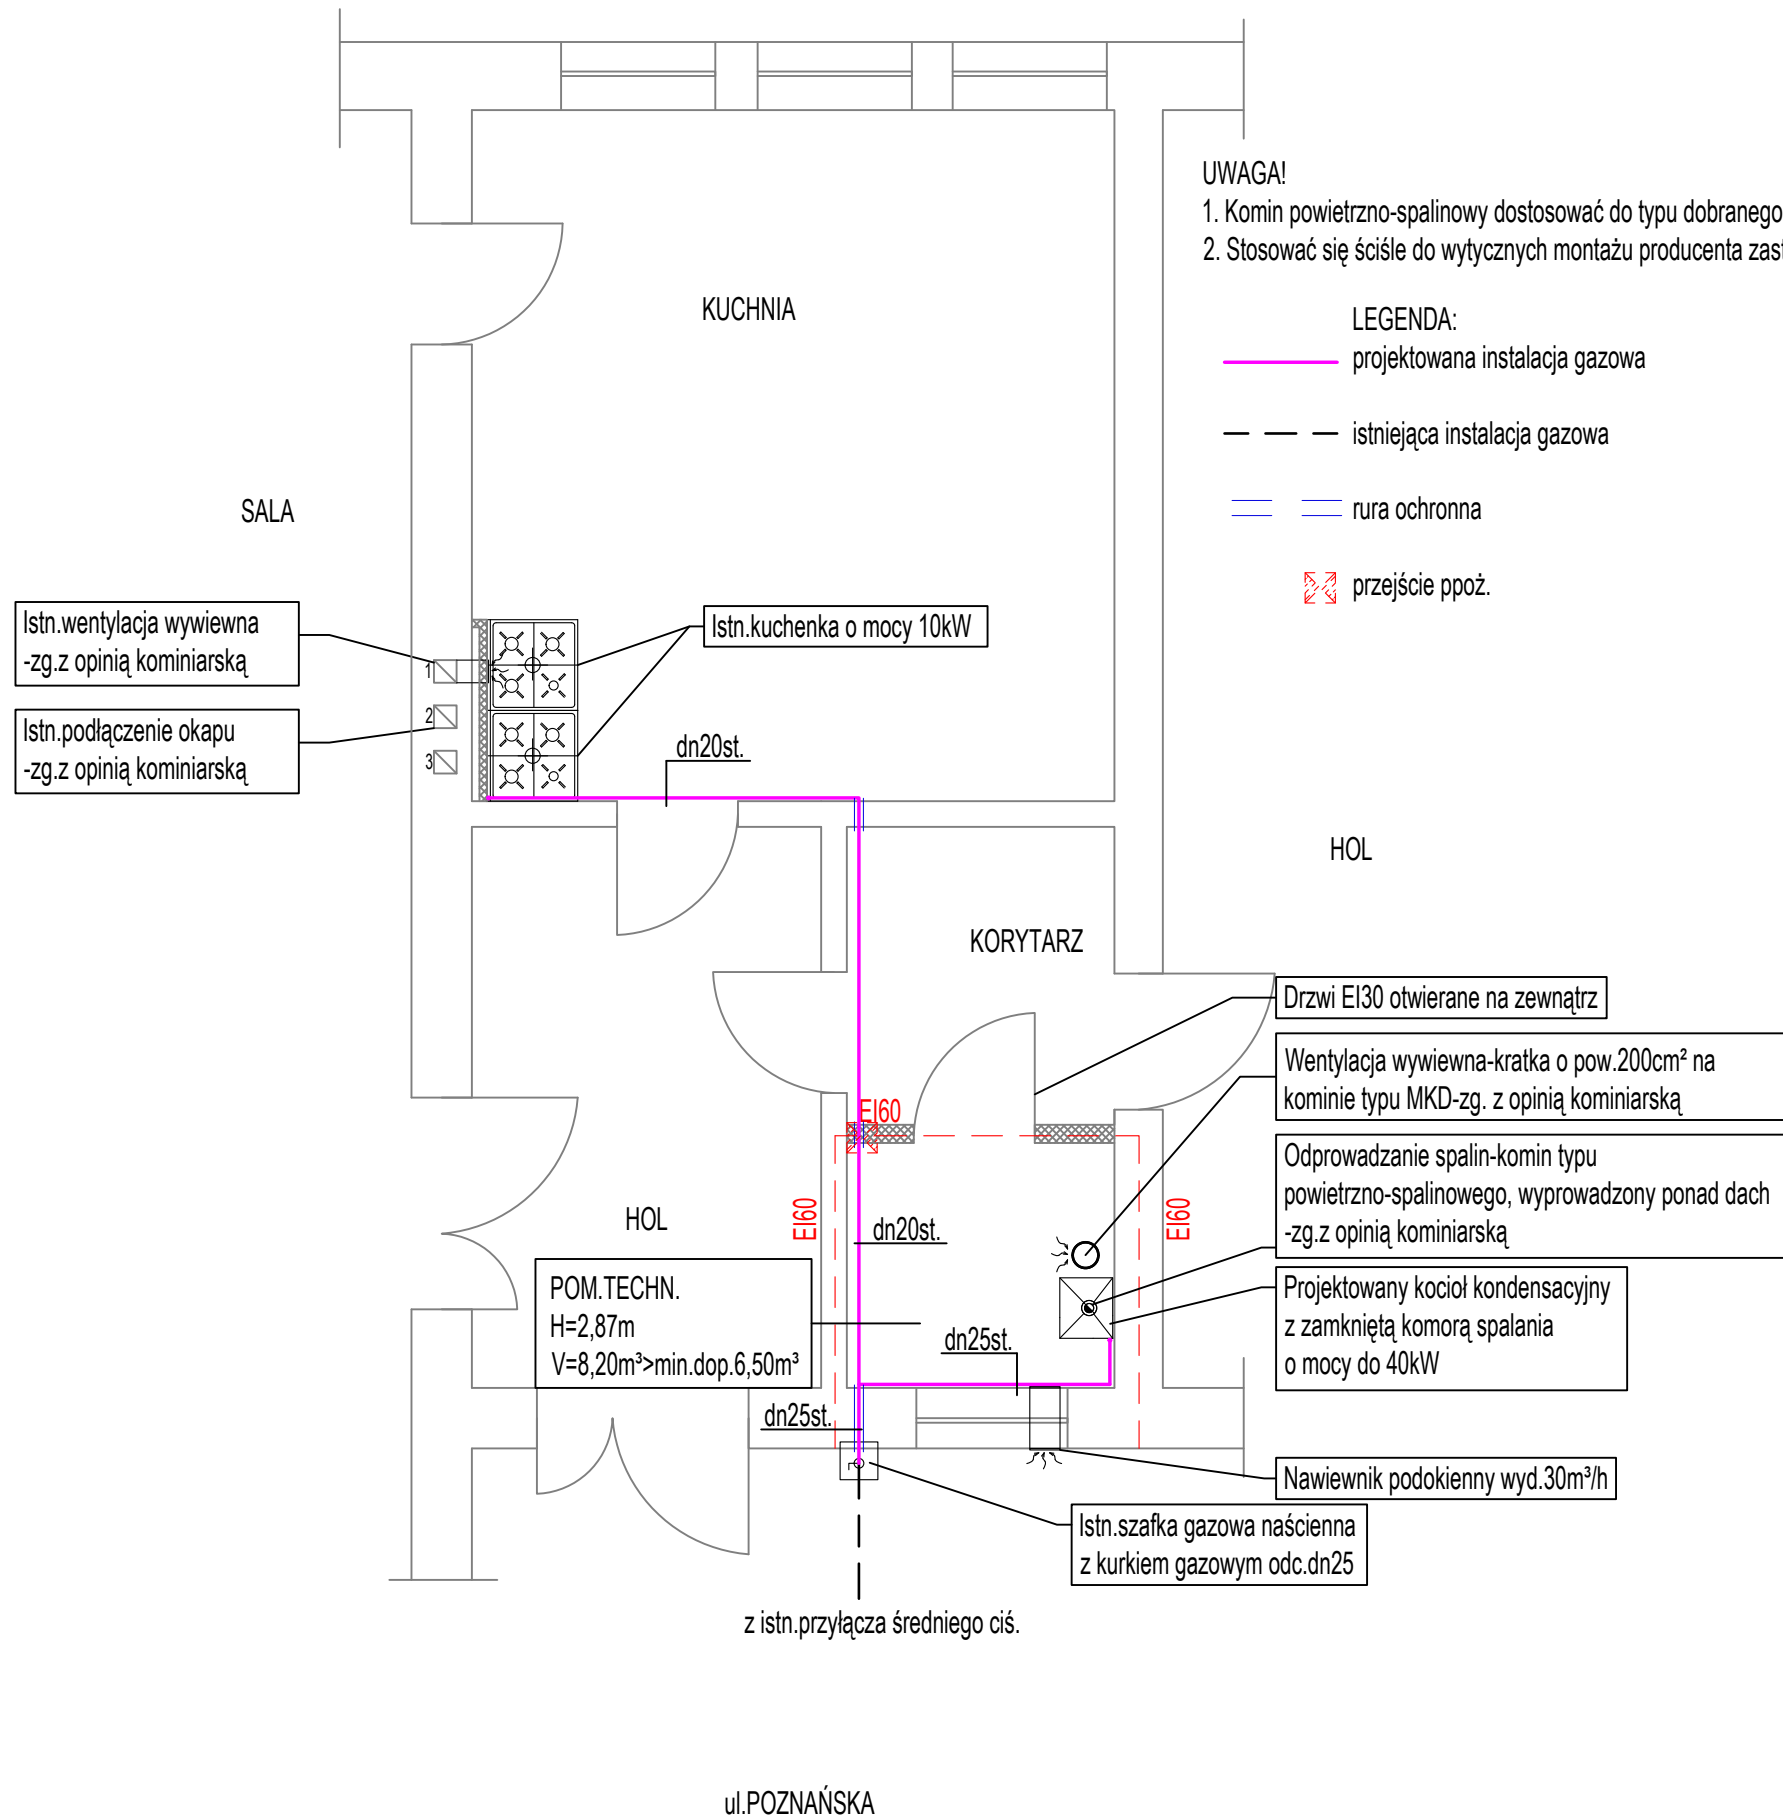 UWAGA!
1. Komin powietrzno-spalinowy dostosować do typu dobranego
2. Stosować się ściśle do wytycznych montażu producenta
KUCHNIA
LEGENDA:
projektowana instalacja gazowa
istniejąca instalacja gazowa
rura ochronna
przejście ppoż.
SALA
Istn.wentylacja wywiewna
-zg.z opinią kominiarską
Istn.podłączenie okapu
-zg.z opinią kominiarską
1
2
3
Istn.kuchenka o mocy 10kW
dn20st.
HOL
KORYTARZ
Drzwi EI30 otwierane na zewnątrz
Wentylacja wywiewna-kratka o pow.200cm² na
kominie typu MKD-zg. z opinią kominiarską
Odprowadzanie spalin-komin typu
powietrzno-spalinowego, wyprowadzony ponad dach
-zg.z opinią kominiarską
Projektowany kocioł kondensacyjny
z zamkniętą komorą spalania
o mocy do 40kW
EI60
EI60
EI60
HOL
dn20st.
POM.TECHN.
H=2,87m
V=8,20m³>min.dop.6,50m³
dn25st.
dn25st.
Nawiewnik podokienny wyd.30m³/h
Istn.szafka gazowa naścienna
z kurkiem gazowym odc.dn25
z istn.przyłącza średniego ciś.
ul.POZNAŃSKA